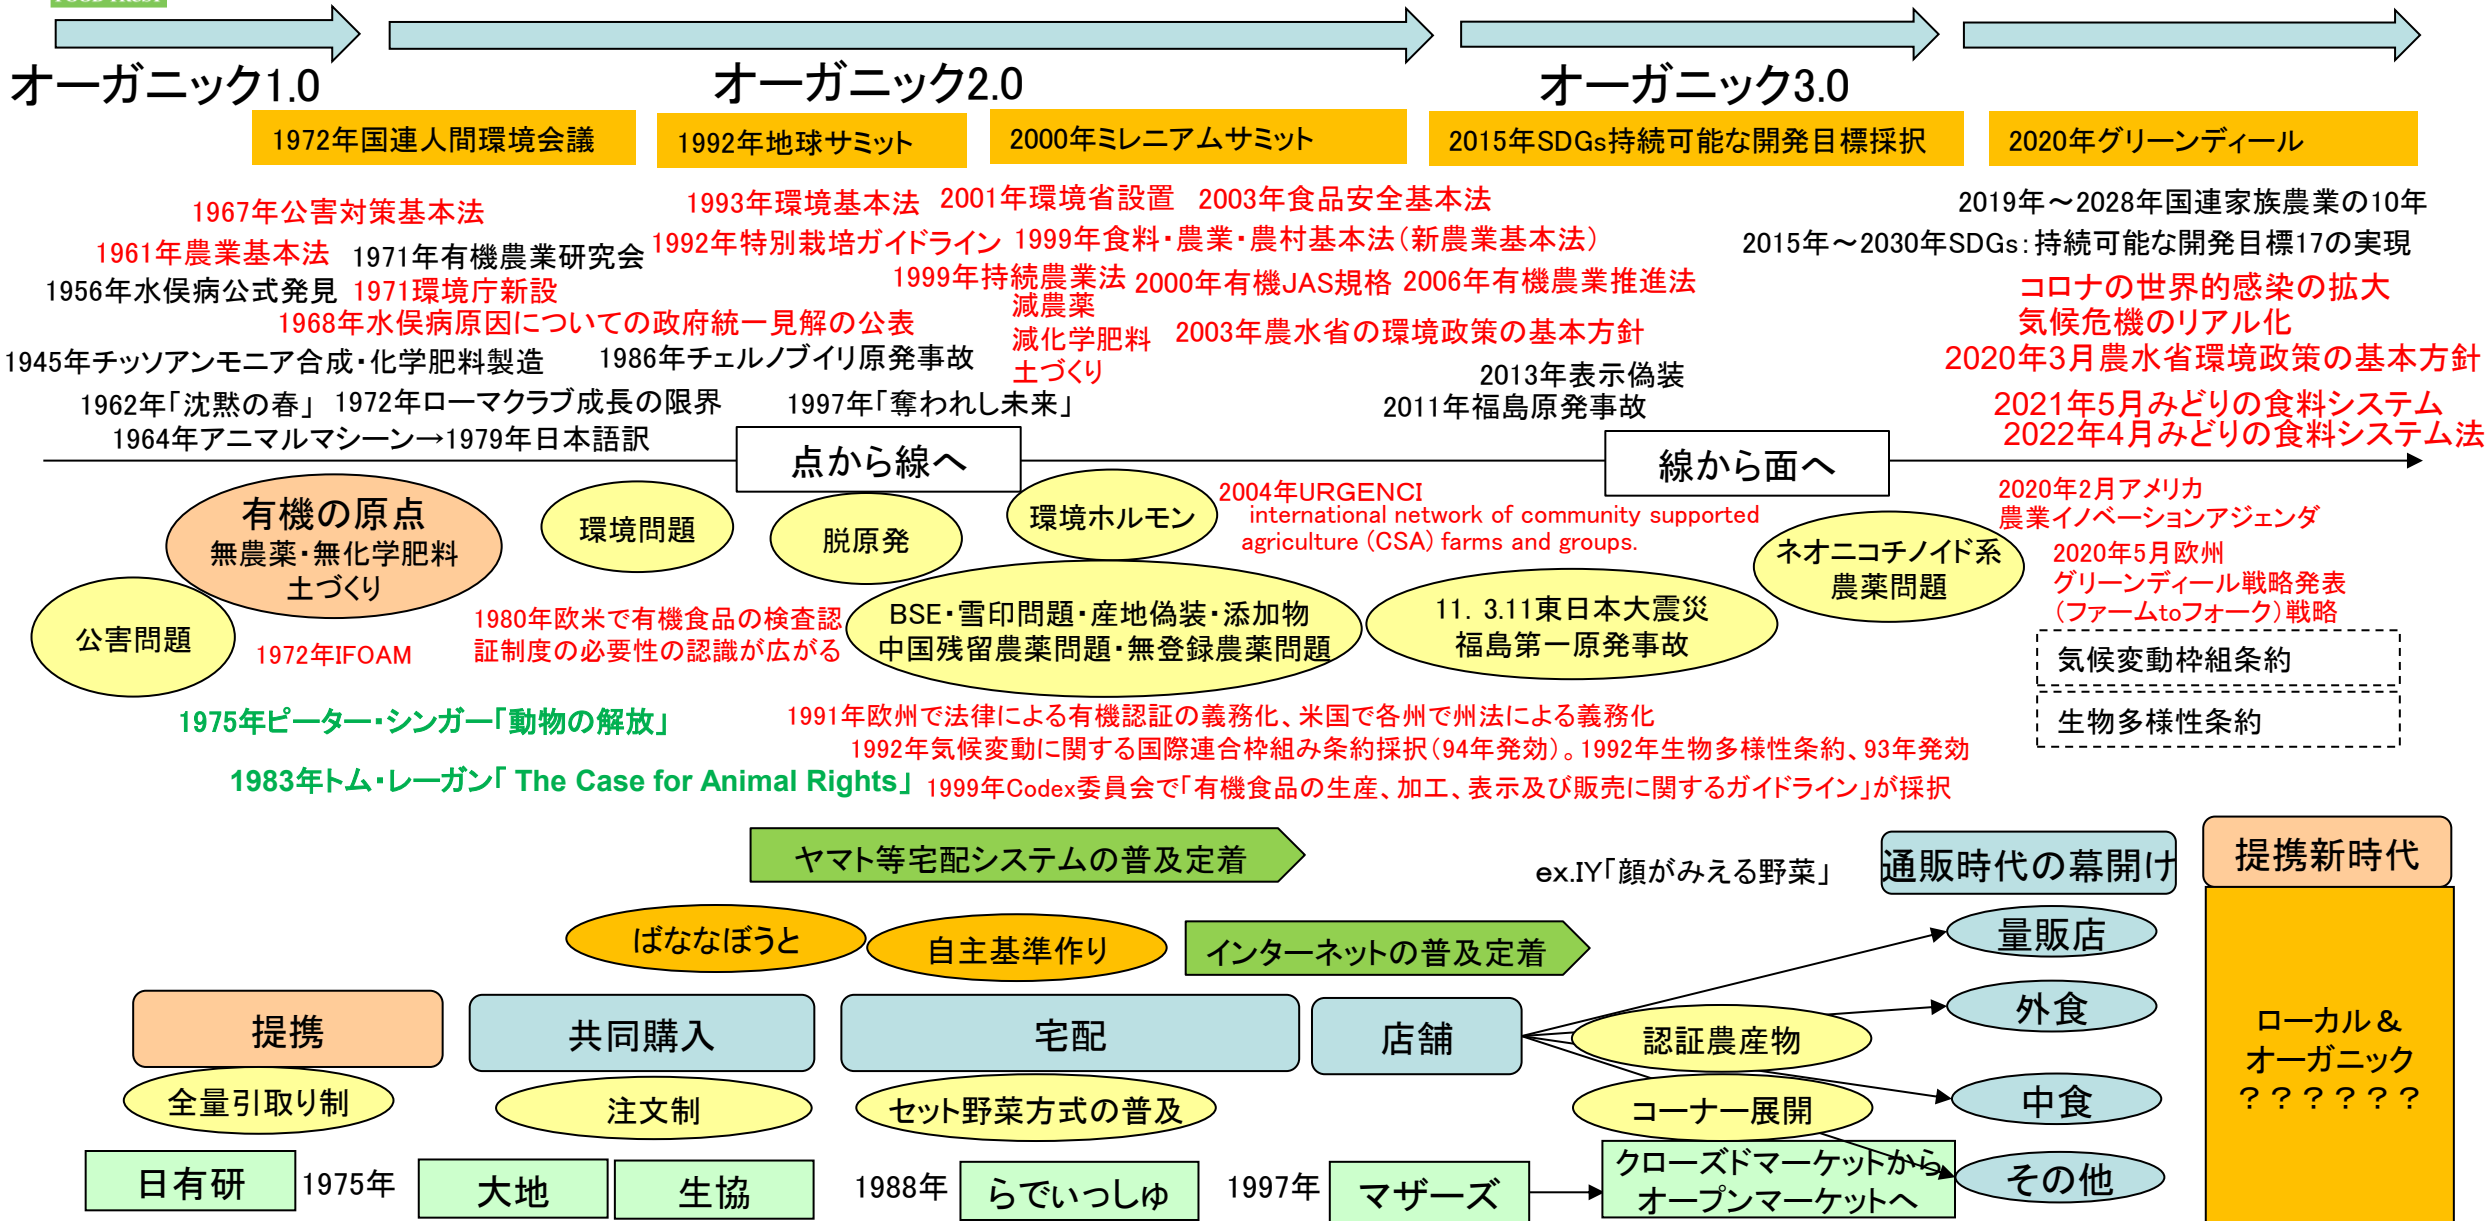 FOOD TRUST
オーガニック1.0
オーガニック2.0
オーガニック3.0
1972年国連人間環境会議
1992年地球サミット
2000年ミレニアムサミット
2015年SDGs持続可能な開発目標採択
2020年グリーンディール
1967年公害対策基本法
1993年環境基本法
2001年環境省設置
2003年食品安全基本法
2019年～2028年国連家族農業の10年
1961年農業基本法
1971年有機農業研究会
1992年特別栽培ガイドライン
1999年食料・農業・農村基本法(新農業基本法)
2015年～2030年SDGs:持続可能な開発目標17の実現
1956年水俣病公式発見
1971環境庁新設
1999年持続農業法
減農薬
減化学肥料
土づくり
2000年有機JAS規格
2006年有機農業推進法
コロナの世界的感染の拡大
気候危機のリアル化
1968年水俣病原因についての政府統一見解の公表
2003年農水省の環境政策の基本方針
2020年3月農水省環境政策の基本方針
1945年チッソアンモニア合成・化学肥料製造
1986年チェルノブイリ原発事故
2013年表示偽装
2011年福島原発事故
1962年「沈黙の春」
1972年ローマクラブ成長の限界
1997年「奪われし未来」
2021年5月みどりの食料システム
2022年4月みどりの食料システム法
1964年アニマルマシーン→1979年日本語訳
点から線へ
線から面へ
有機の原点
無農薬・無化学肥料
土づくり
環境問題
脱原発
環境ホルモン
2004年URGENCI
international network of community supported
agriculture (CSA) farms and groups.
ネオニコチノイド系
農薬問題
2020年2月アメリカ
農業イノベーションアジェンダ
2020年5月欧州
グリーンディール戦略発表
(ファームtoフォーク)戦略
公害問題
1972年IFOAM
1980年欧米で有機食品の検査認
証制度の必要性の認識が広がる
BSE・雪印問題・産地偽装・添加物
中国残留農薬問題・無登録農薬問題
11. 3.11東日本大震災
福島第一原発事故
気候変動枠組条約
生物多様性条約
1975年ピーター・シンガー「動物の解放」
1991年欧州で法律による有機認証の義務化、米国で各州で州法による義務化
1992年気候変動に関する国際連合枠組み条約採択(94年発効)。1992年生物多様性条約、93年発効
1983年トム・レーガン「 The Case for Animal Rights」
1999年Codex委員会で「有機食品の生産、加工、表示及び販売に関するガイドライン」が採択
ヤマト等宅配システムの普及定着
ex.IY「顔がみえる野菜」
通販時代の幕開け
提携新時代
ばななぼうと
自主基準作り
インターネットの普及定着
量販店
提携
共同購入
宅配
店舗
認証農産物
外食
ローカル＆
オーガニック
？？？？？？
全量引取り制
注文制
セット野菜方式の普及
コーナー展開
中食
日有研
1975年
大地
生協
1988年
らでぃっしゅ
1997年
マザーズ
クローズドマーケットから
オープンマーケットへ
その他